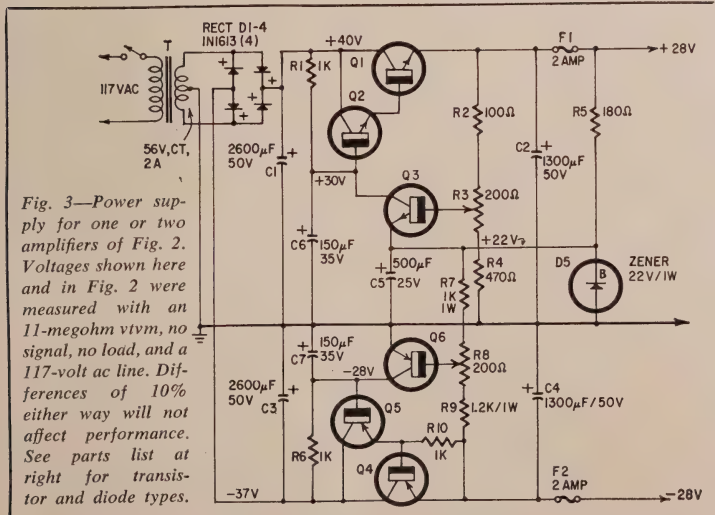 RECT D1-4
IN1613 (4)
T
117VAC
56V, CT,
2A
+40V
R1 1K
Q1
Q2
F1
2 AMP
+28V
R2 100Ω
R5 180Ω
2600µF
50V
C1
+30V
Q3
R3 200Ω
C2 1300µF
50V
C6 150µF
35V
500µF
C5 25V
+22V
R7
1K
1W
R4
470Ω
D5
B
ZENER
22V/1W
C7 150µF
35V
Q6
R8
200Ω
2600µF
50V
C3
-28V
Q5
R9 1.2K/1W
C4
1300µF/50V
R6 1K
R10
1K
Q4
F2
2 AMP
-37V
-28V
Fig. 3—Power sup-
ply for one or two
amplifiers of Fig. 2.
Voltages shown here
and in Fig. 2 were
measured with an
11-megohm vtvm, no
signal, no load, and a
117-volt ac line. Dif-
ferences of 10%
either way will not
affect performance.
See parts list at
right for transis-
tor and diode types.